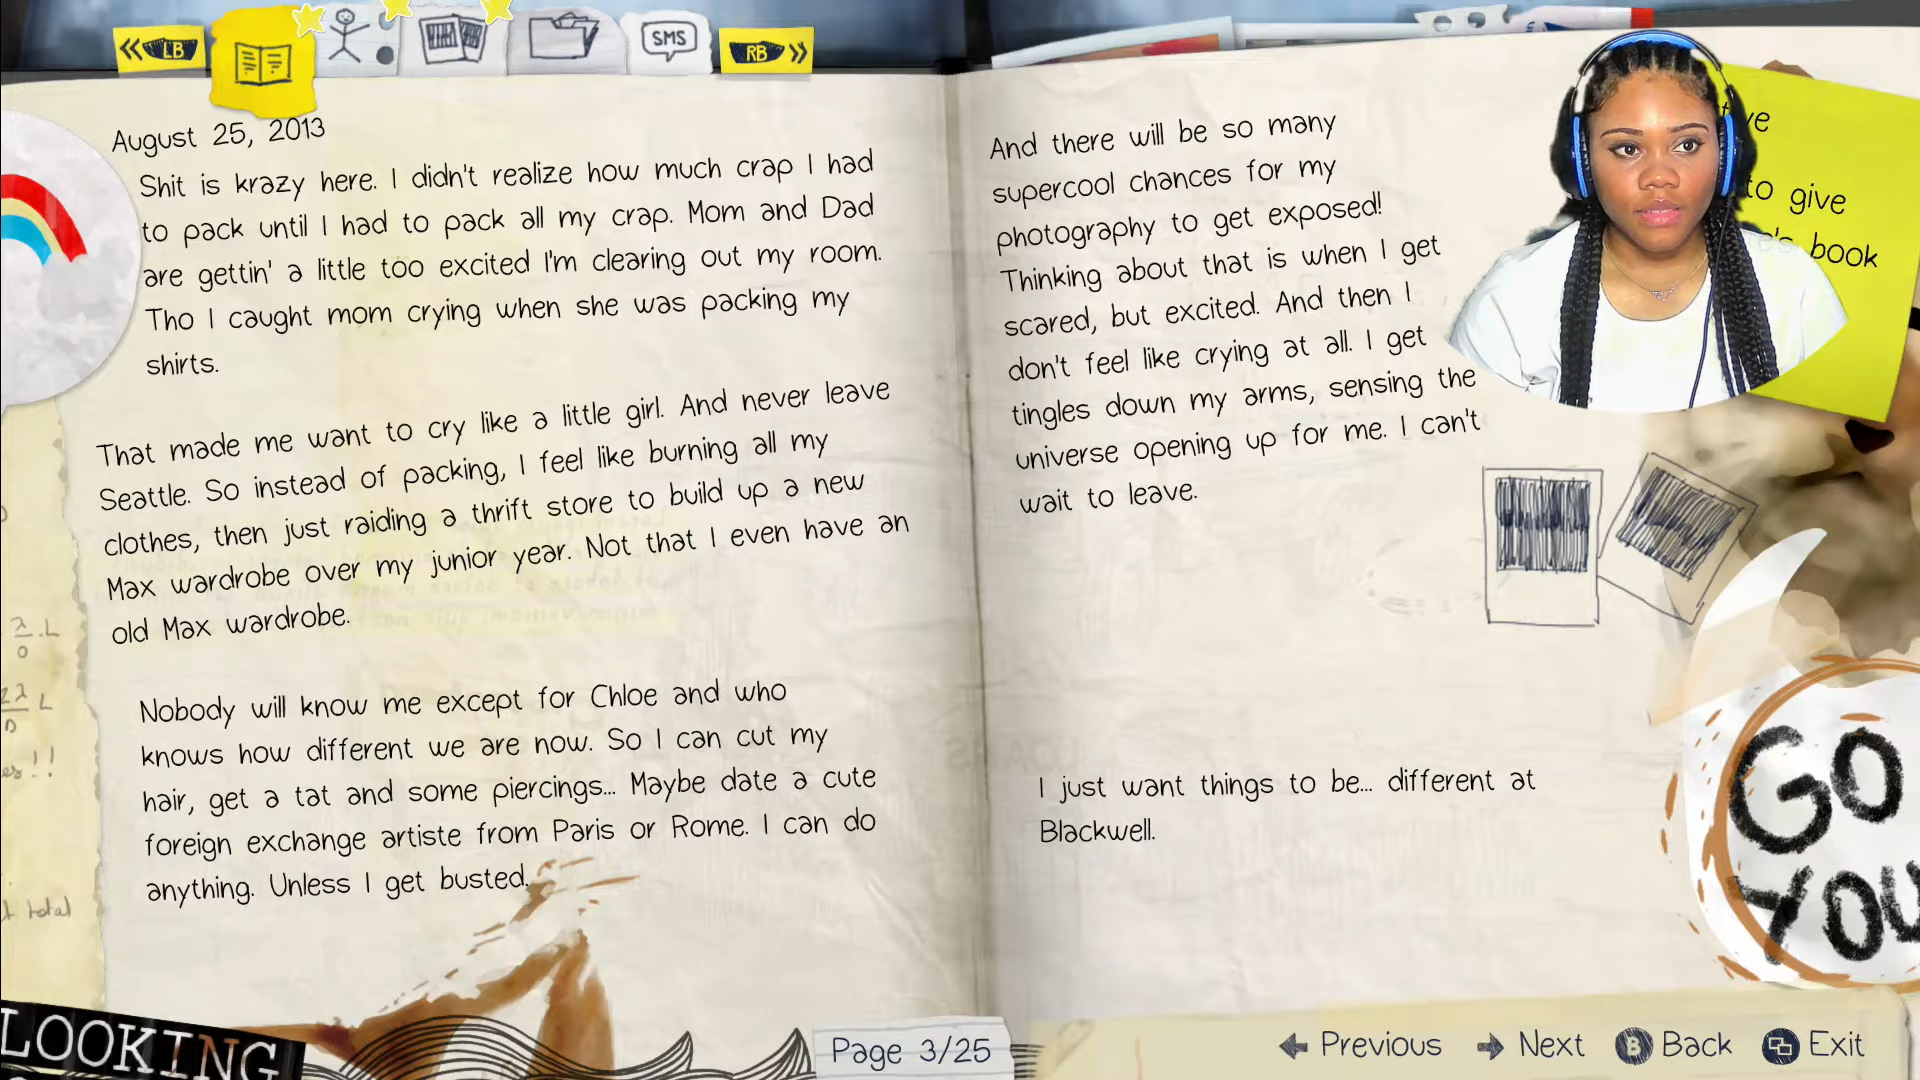 LB
SMS
RB
August 25, 2013
Shit is krazy here. I didn't realize how much crap I had
to pack until I had to pack all my crap. Mom and Dad
are gettin' a little too excited I'm clearing out my room.
Tho I caught mom crying when she was packing my
shirts.
That made me want to cry like a little girl. And never leave
Seattle. So instead of packing, I feel like burning all my
clothes, then just raiding a thrift store to build up a new
Max wardrobe over my junior year. Not that I even have an
old Max wardrobe.
Nobody will know me except for Chloe and who
knows how different we are now. So I can cut my
hair, get a tat and some piercings... Maybe date a cute
foreign exchange artiste from Paris or Rome. I can do
anything. Unless I get busted.
And there will be so many
supercool chances for my
photography to get exposed!
Thinking about that is when I get
scared, but excited. And then I
don't feel like crying at all. I get
tingles down my arms, sensing the
universe opening up for me. I can't
wait to leave.
I just want things to be... different at
Blackwell.
to give
book
GO
YOU
total
LOOKING
Page 3/25
Previous
Next
B Back
Exit